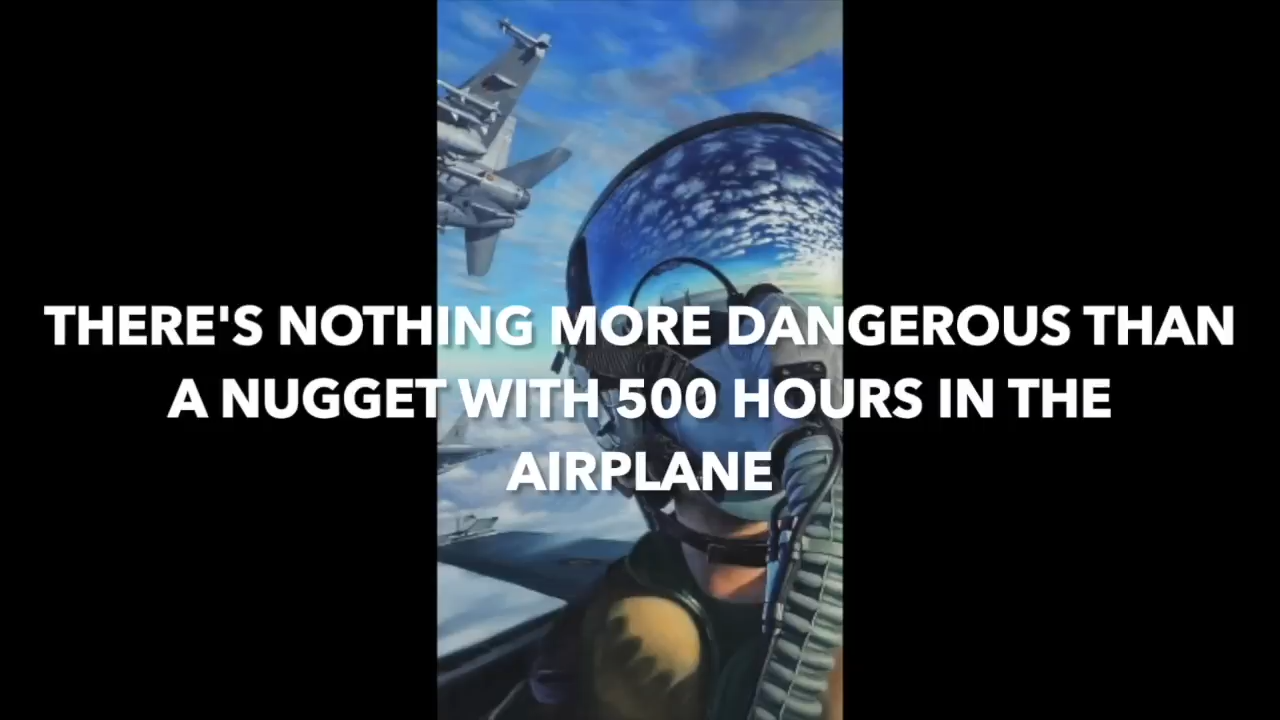 THERE'S NOTHING MORE DANGEROUS THAN
A NUGGET WITH 500 HOURS IN THE
AIRPLANE